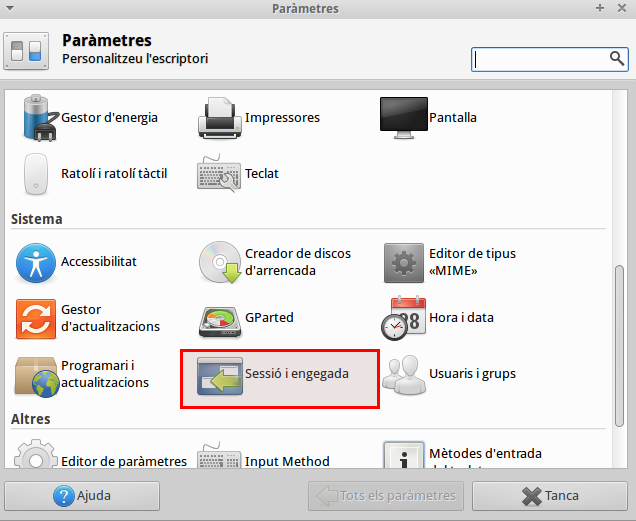 Paràmetres
Paràmetres
Personalitzeu l'escriptori
Gestor d'energia
Impressores
Pantalla
Ratolí i ratolí tàctil
Teclat
Sistema
Accessibilitat
Creador de discos
d'arrencada
Editor de tipus
«MIME»
Gestor
d'actualitzacions
GParted
Hora i data
Programari i
actualitzacions
Sessió i engegada
Usuaris i grups
Altres
Editor de paràmetres
Input Method
Mètodes d'entrada
Ajuda
Tots els paràmetres
Tanca